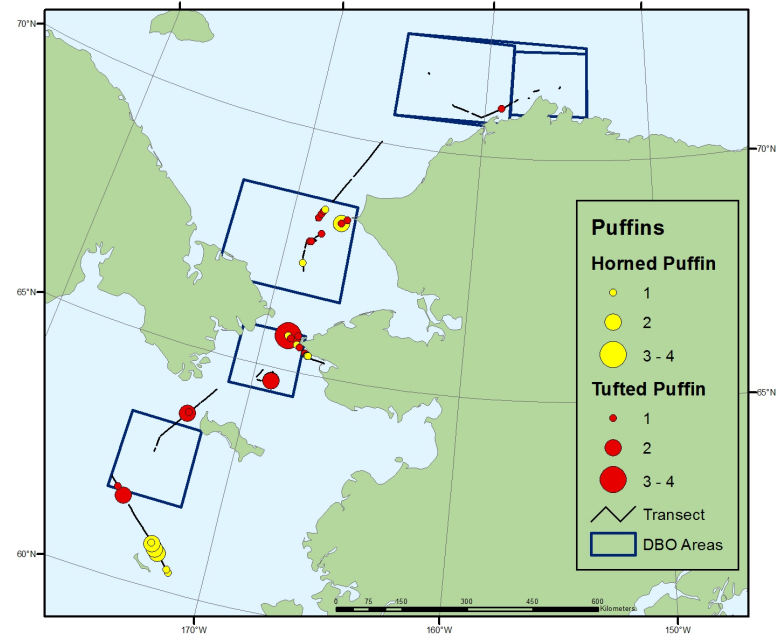 70°N
70°N
Puffins
Horned Puffin
1
2
3 - 4
Tufted Puffin
1
2
3 - 4
Transect
DBO Areas
65°N
65°N
60°N
0 75 150 300 450 600
Kilometers
170°W 160°W 150°W